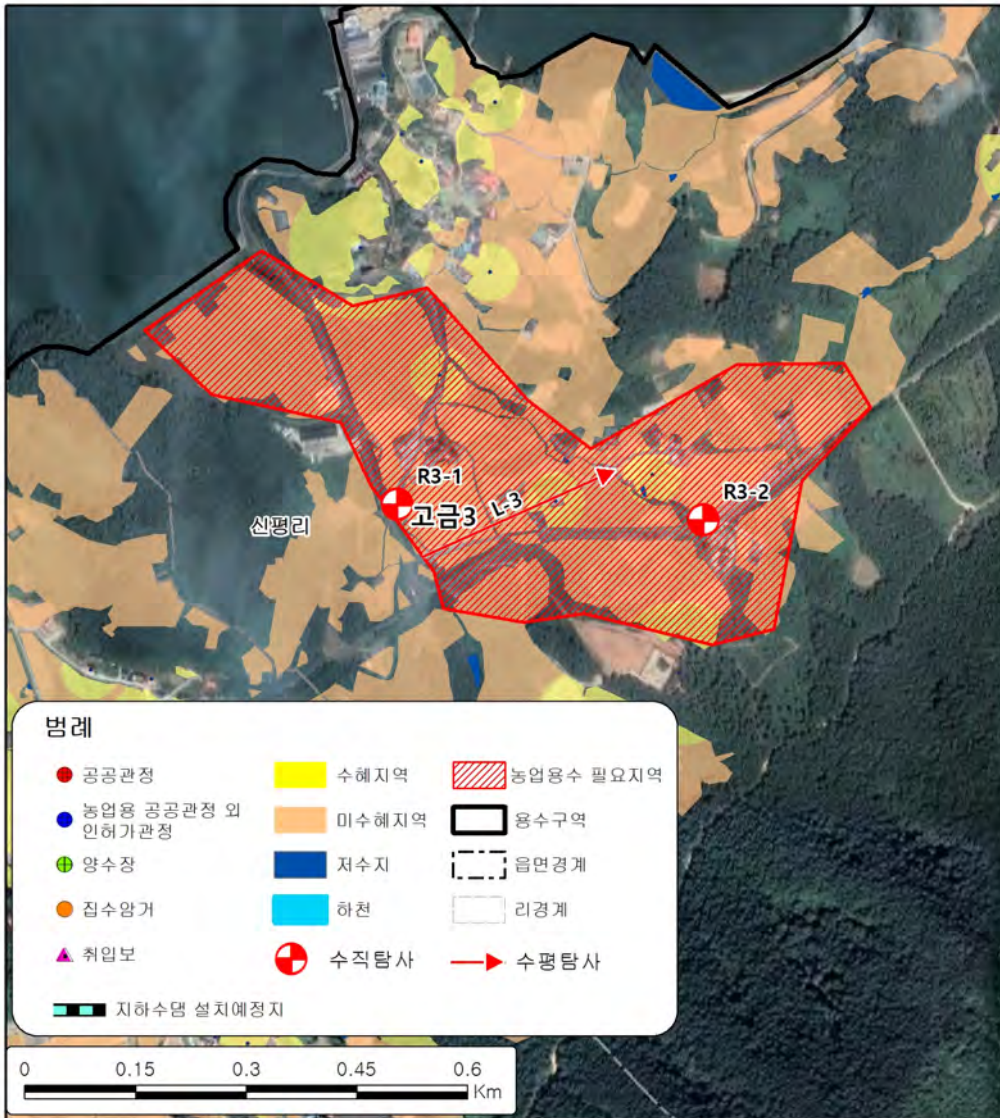 R3-1
고금3
L-3
R3-2
신평리
범례
공공관정
농업용 공공관정 외
인허가관정
양수장
집수암거
취입보
지하수댐 설치예정지
수혜지역
미수혜지역
저수지
하천
수직탐사
농업용수 필요지역
용수구역
읍면경계
리경계
수평탐사
0 0.15 0.3 0.45 0.6
Km